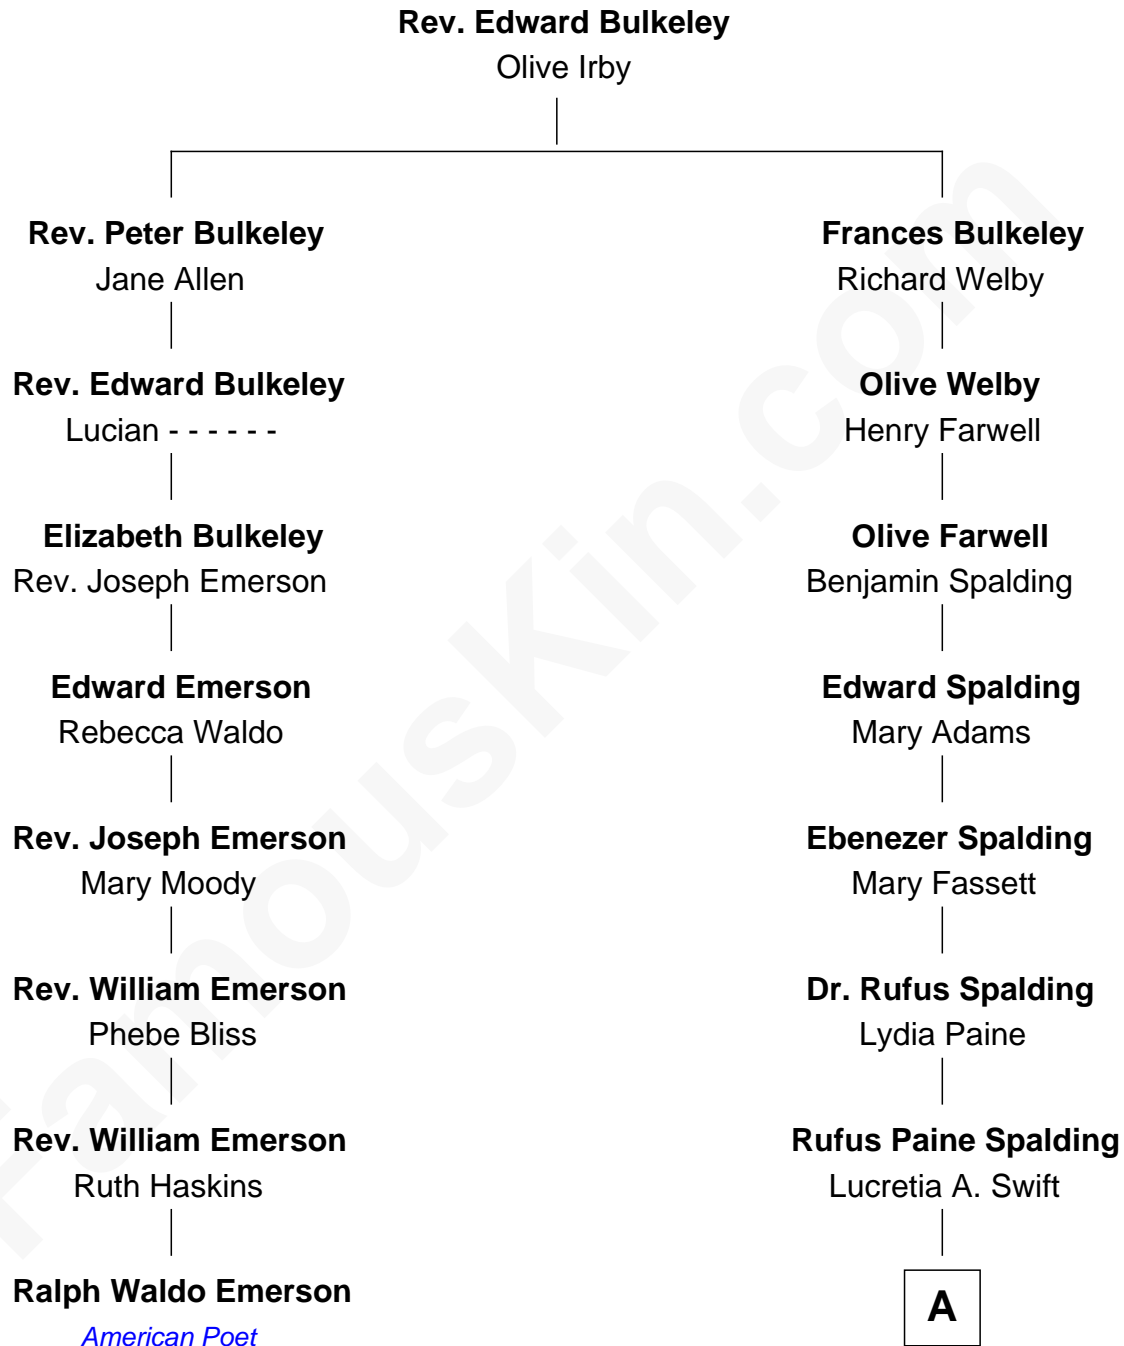 Rev. Edward Bulkeley
Olive Irby
Rev. Peter Bulkeley
Jane Allen
Frances Bulkeley
Richard Welby
Rev. Edward Bulkeley
Lucian - - - - - -
Olive Welby
Henry Farwell
Elizabeth Bulkeley
Rev. Joseph Emerson
Olive Farwell
Benjamin Spalding
Edward Emerson
Rebecca Waldo
Edward Spalding
Mary Adams
Rev. Joseph Emerson
Mary Moody
Ebenezer Spalding
Mary Fassett
Rev. William Emerson
Phebe Bliss
Dr. Rufus Spalding
Lydia Paine
Rev. William Emerson
Ruth Haskins
Rufus Paine Spalding
Lucretia A. Swift
Ralph Waldo Emerson
American Poet
A
FamousKin.com